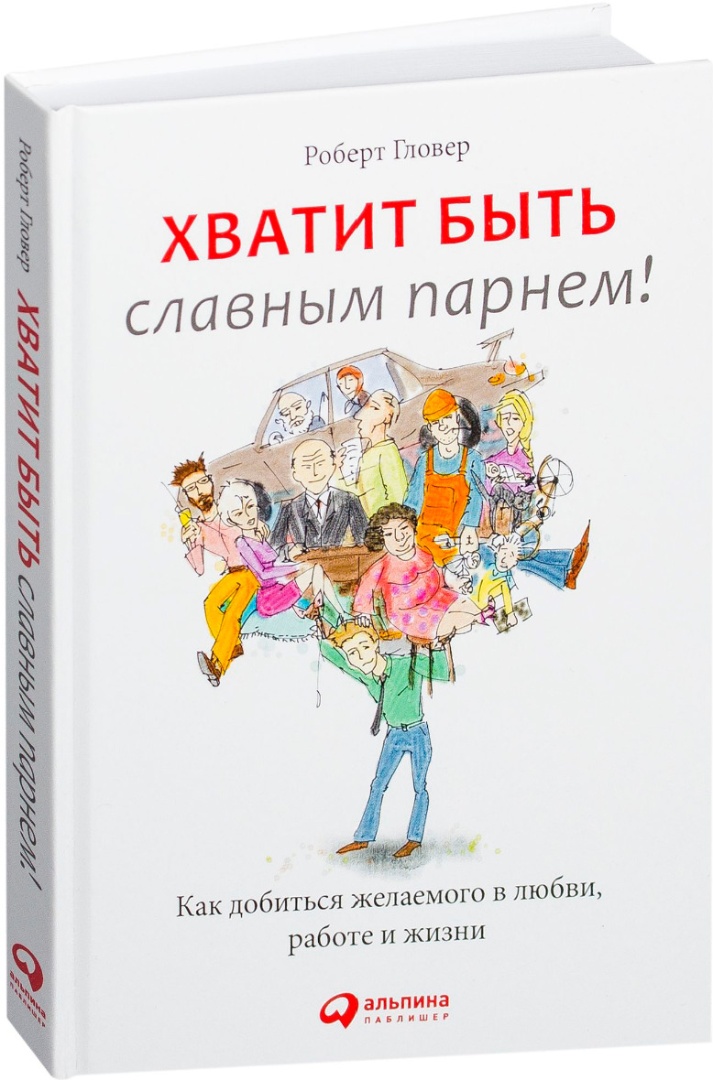 Роберт Гловер
ХВАТИТ БЫТЬ
славным парнем!
Как добиться желаемого в любви,
работе и жизни
альпина
ПАБЛИШЕР
Роберт Гловер ХВАТИТ БЫТЬ славным парнем!